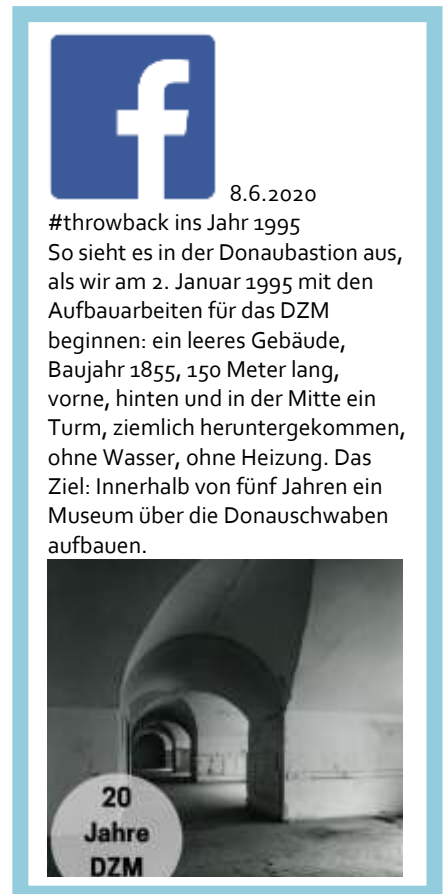 f
8.6.2020
#throwback ins Jahr 1995
So sieht es in der Donaubastion aus,
als wir am 2. Januar 1995 mit den
Aufbauarbeiten für das DZM
beginnen: ein leeres Gebäude,
Baujahr 1855, 150 Meter lang,
vorne, hinten und in der Mitte ein
Turm, ziemlich heruntergekommen,
ohne Wasser, ohne Heizung. Das
Ziel: Innerhalb von fünf Jahren ein
Museum über die Donauschwaben
aufbauen.
20
Jahre
DZM